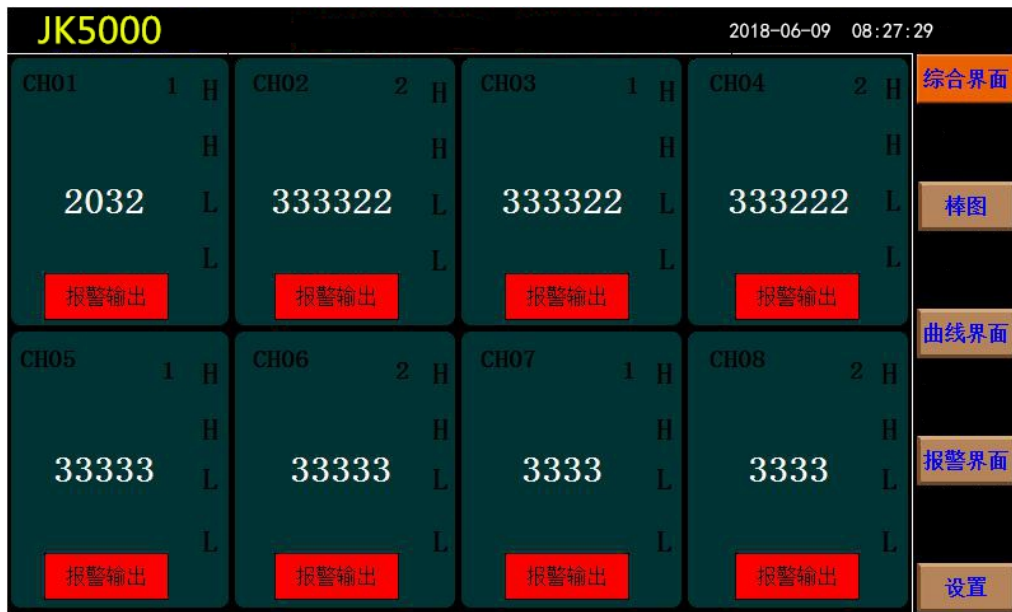 JK5000
2018-06-09 08:27:29
CH01 1 H
H
2032 L
L
报警输出
CH02 2 H
H
333322 L
L
报警输出
CH03 1 H
H
333322 L
L
报警输出
CH04 2 H
H
333222 L
L
报警输出
CH05 1 H
H
33333 L
L
报警输出
CH06 2 H
H
33333 L
L
报警输出
CH07 1 H
H
3333 L
L
报警输出
CH08 2 H
H
3333 L
L
报警输出
综合界面
棒图
曲线界面
报警界面
设置